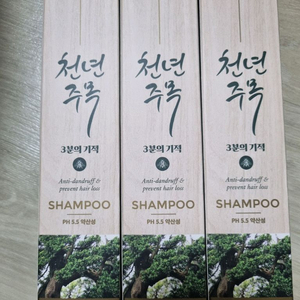 천년
주목
3분의 기적
Anti-dandruff &
prevent hair loss
SHAMPOO
PH 5.5 약산성
천년
주목
3분의 기적
Anti-dandruff &
prevent hair loss
SHAMPOO
PH 5.5 약산성
천년
주목
3분의 기적
Anti-dandruff &
prevent hair loss
SHAMPOO
PH 5.5 약산성